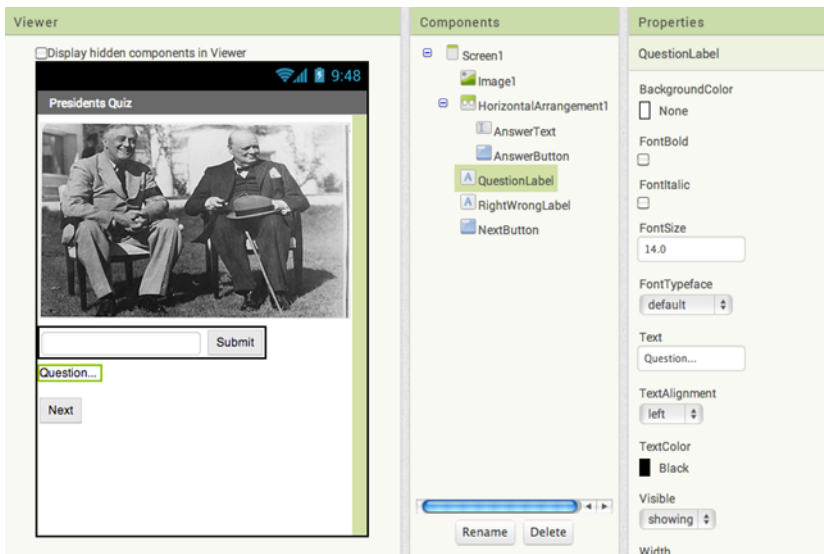 Viewer
Display hidden components in Viewer
9:48
Presidents Quiz
Submit
Question...
Next
Components
Screen1
Image1
HorizontalArrangement1
AnswerText
AnswerButton
QuestionLabel
RightWrongLabel
NextButton
Rename Delete
Properties
QuestionLabel
BackgroundColor
None
FontBold
FontItalic
FontSize
14.0
FontTypeface
default
Text
Question...
TextAlignment
left
TextColor
Black
Visible
showing
Width